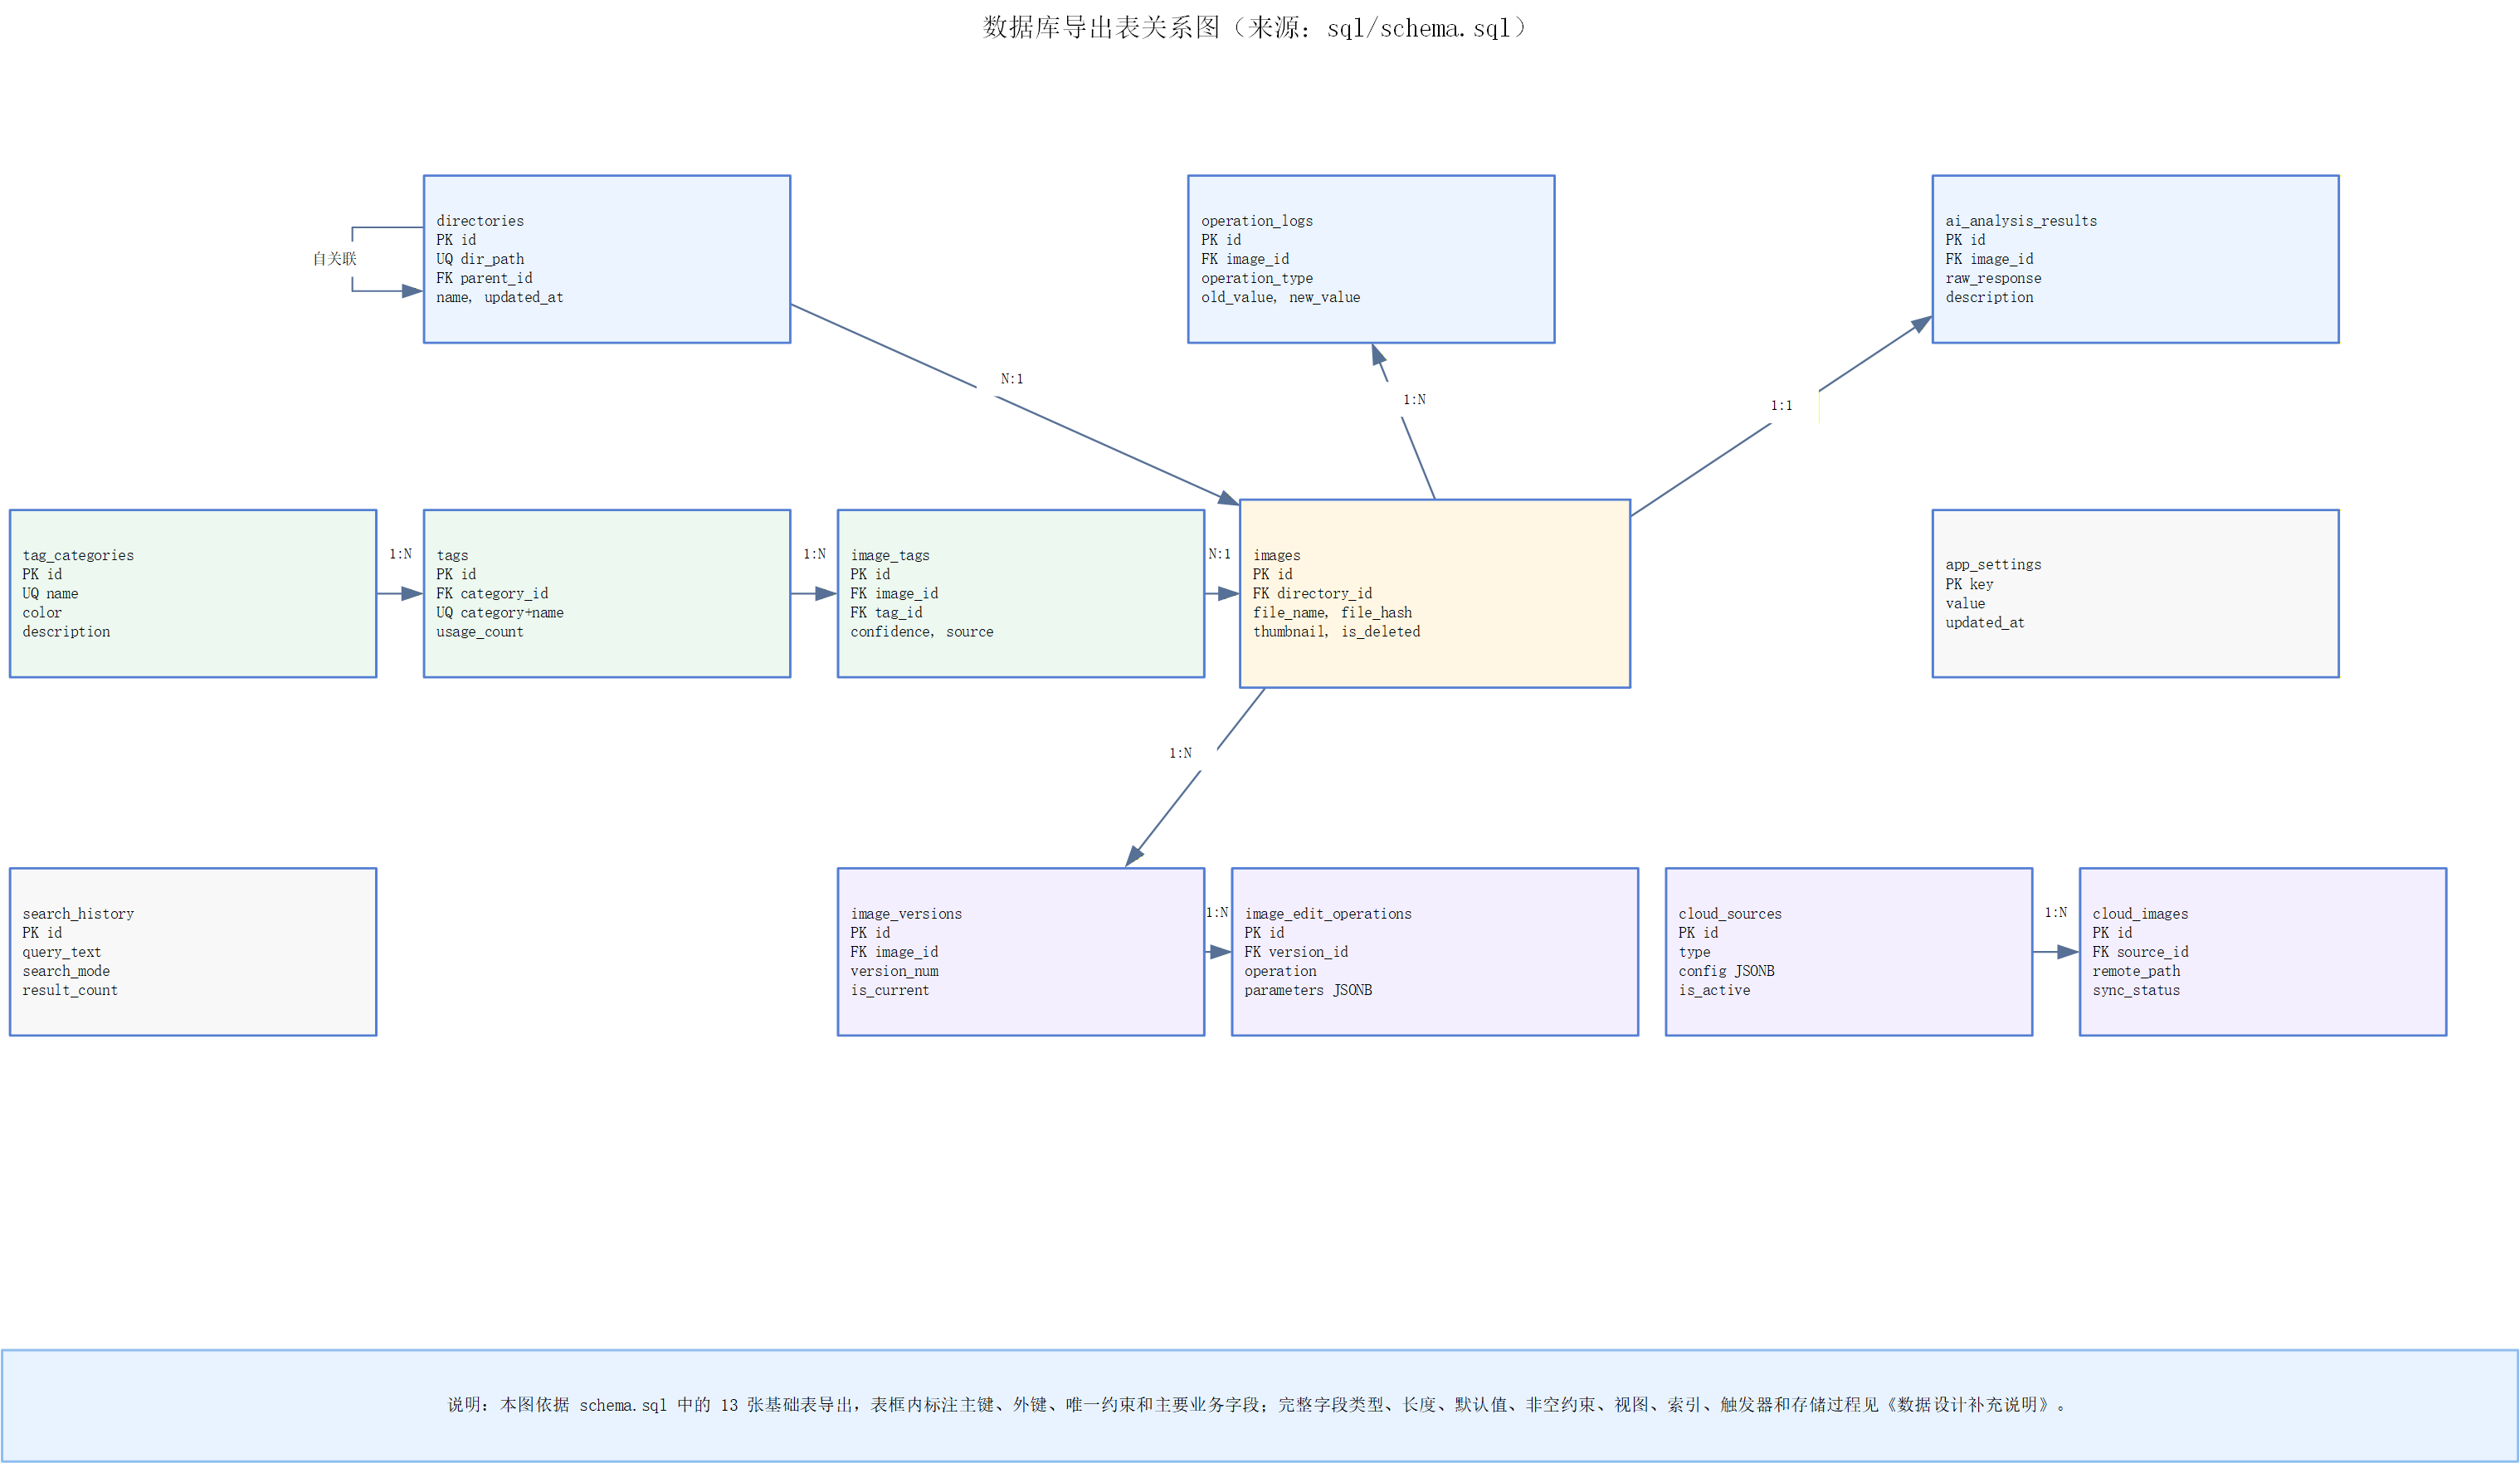 数据库导出表关系图（来源：sql/schema.sql）
directories
PK id
UQ dir_path
FK parent_id
name, updated_at
自关联
operation_logs
PK id
FK image_id
operation_type
old_value, new_value
ai_analysis_results
PK id
FK image_id
raw_response
description
N:1
1:N
1:1
tag_categories
PK id
UQ name
color
description
1:N
tags
PK id
FK category_id
UQ category+name
usage_count
1:N
image_tags
PK id
FK image_id
FK tag_id
confidence, source
N:1
images
PK id
FK directory_id
file_name, file_hash
thumbnail, is_deleted
app_settings
PK key
value
updated_at
1:N
search_history
PK id
query_text
search_mode
result_count
image_versions
PK id
FK image_id
version_num
is_current
1:N
image_edit_operations
PK id
FK version_id
operation
parameters JSONB
cloud_sources
PK id
type
config JSONB
is_active
1:N
cloud_images
PK id
FK source_id
remote_path
sync_status
说明：本图依据 schema.sql 中的 13 张基础表导出，表框内标注主键、外键、唯一约束和主要业务字段；完整字段类型、长度、默认值、非空约束、视图、索引、触发器和存储过程见《数据设计补充说明》。